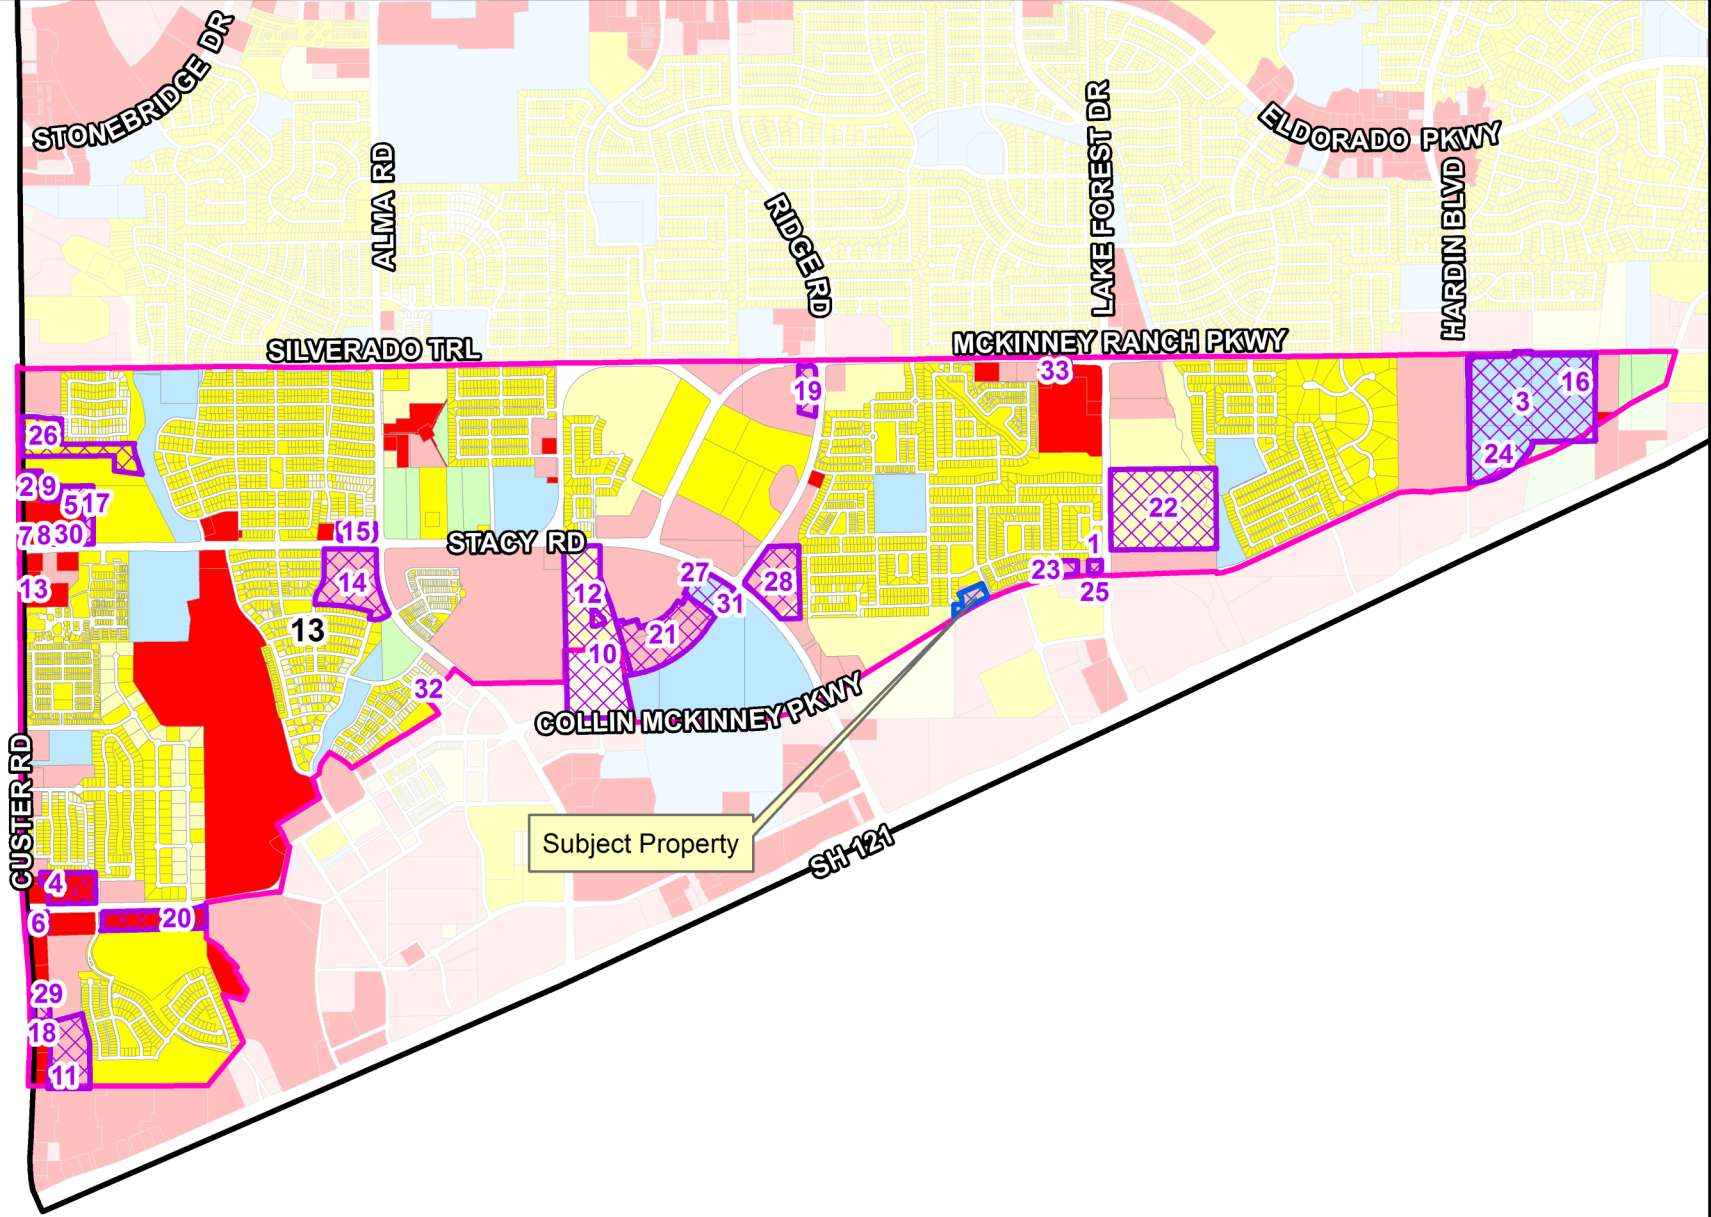 STONEBRIDGE DR
ALMA RD
RIDGE RD
LAKE FOREST DR
ELDORADO PKWY
HARDIN BLVD
SILVERADO TRL
MCKINNEY RANCH PKWY
33
19
16
3
26
24
29
5 17
22
7 8 30
15
STACY RD
1
27
23
28
14
13
12
25
31
13
21
10
32
COLLIN MCKINNEY PKWY
CUSTER RD
Subject Property
SH 121
4
6
20
29
18
11